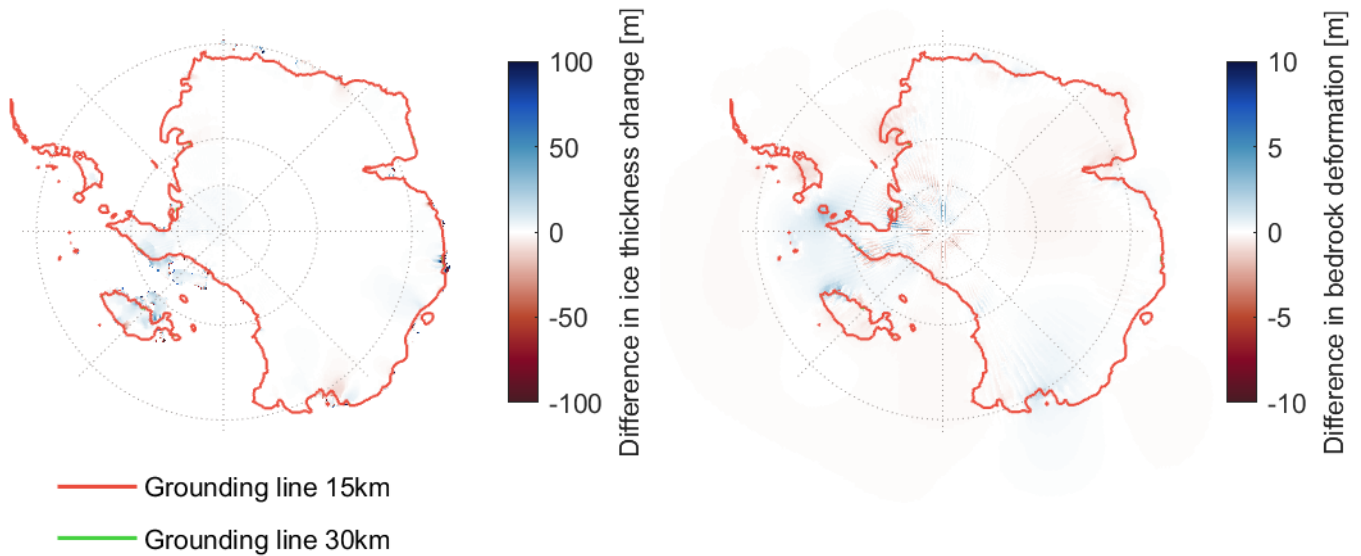 100
50
0
-50
-100
Difference in ice thickness change [m]
10
5
0
-5
-10
Difference in bedrock deformation [m]
Grounding line 15km
Grounding line 30km